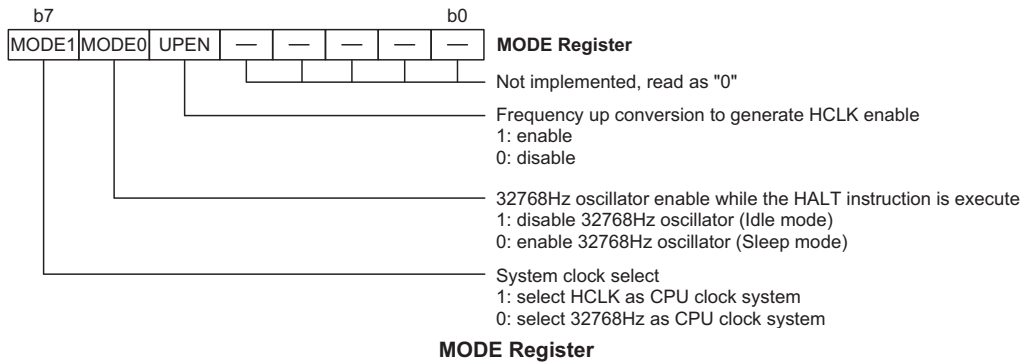 b7 b0
MODE1 MODE0 UPEN — — — — — MODE Register
Not implemented, read as "0"
Frequency up conversion to generate HCLK enable
1: enable
0: disable
32768Hz oscillator enable while the HALT instruction is execute
1: disable 32768Hz oscillator (Idle mode)
0: enable 32768Hz oscillator (Sleep mode)
System clock select
1: select HCLK as CPU clock system
0: select 32768Hz as CPU clock system
MODE Register